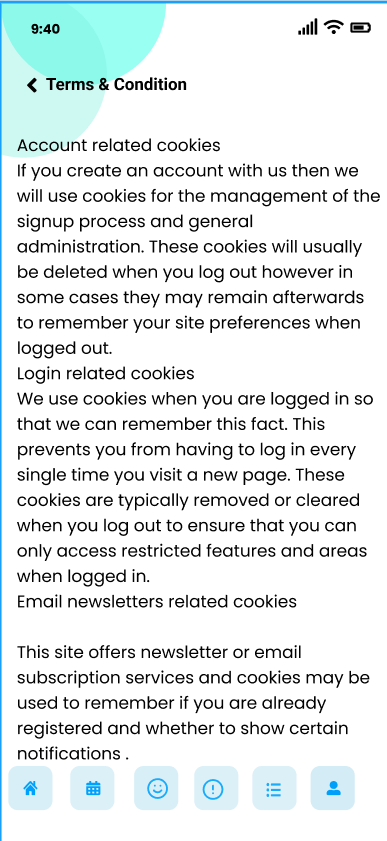 9:40
Terms & Condition
Account related cookies
If you create an account with us then we
will use cookies for the management of the
signup process and general
administration. These cookies will usually
be deleted when you log out however in
some cases they may remain afterwards
to remember your site preferences when
logged out.
Login related cookies
We use cookies when you are logged in so
that we can remember this fact. This
prevents you from having to log in every
single time you visit a new page. These
cookies are typically removed or cleared
when you log out to ensure that you can
only access restricted features and areas
when logged in.
Email newsletters related cookies
This site offers newsletter or email
subscription services and cookies may be
used to remember if you are already
registered and whether to show certain
notifications .